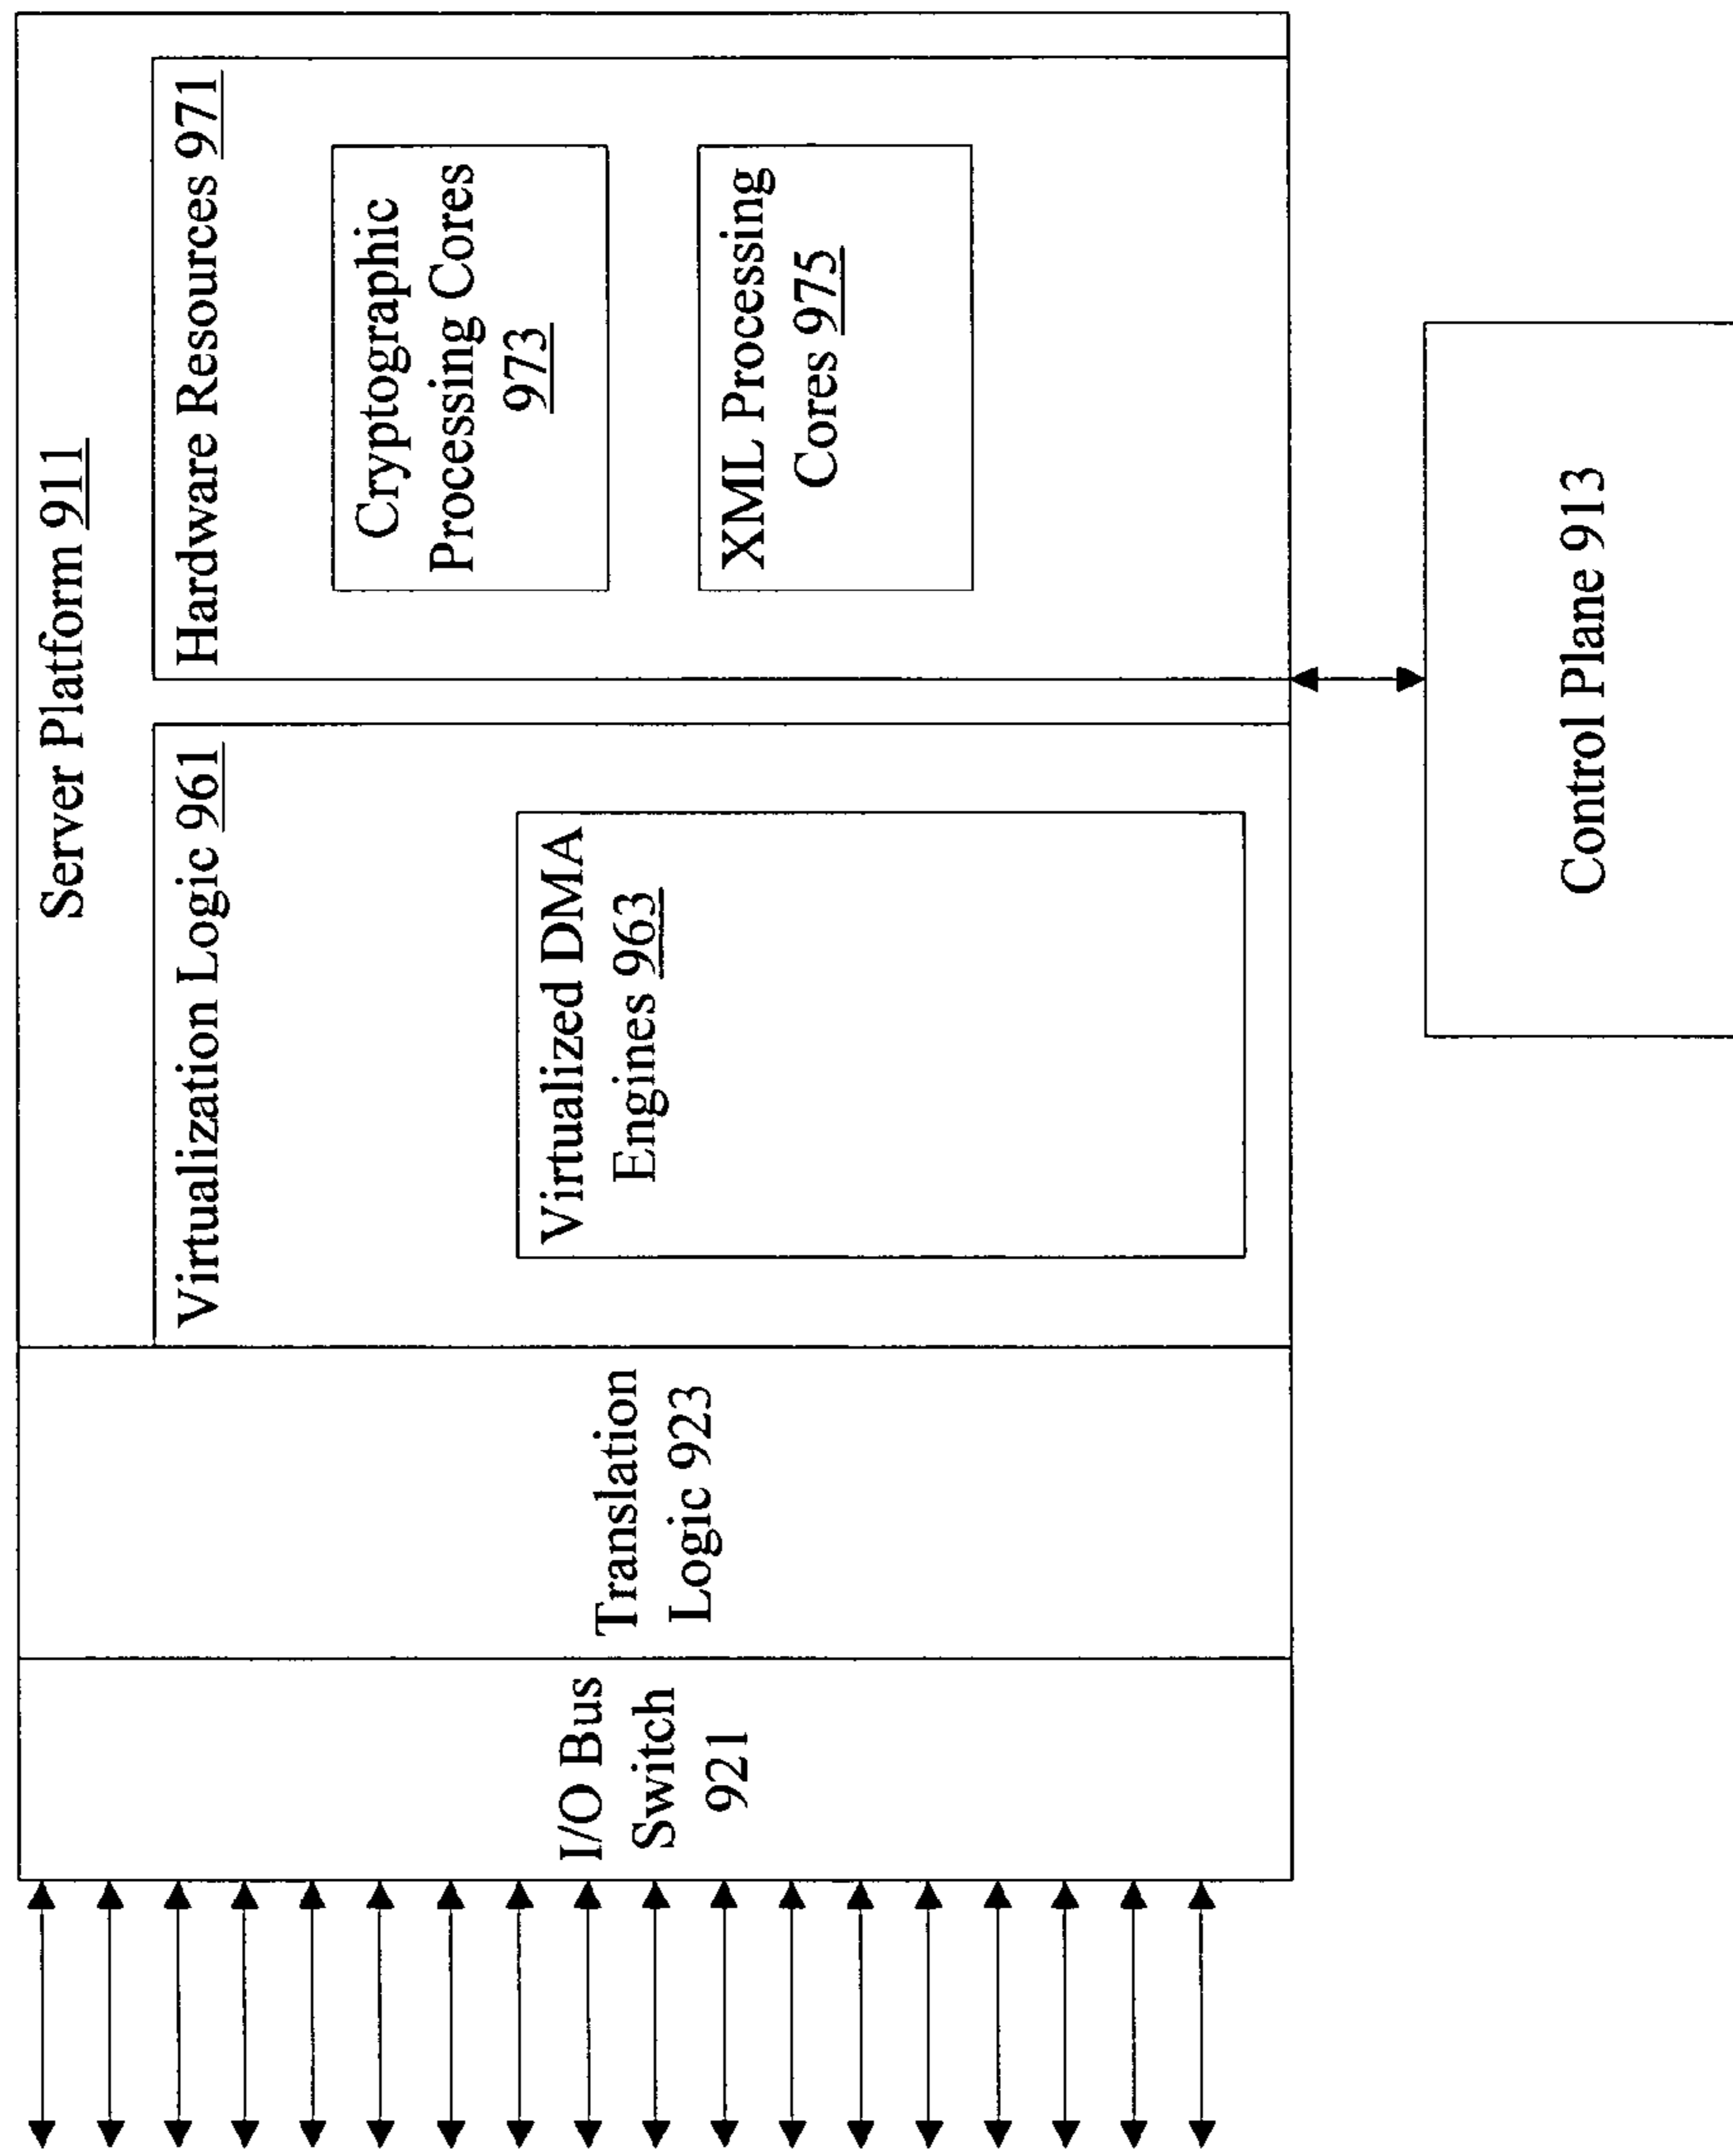 Server Platform 911
Virtualization Logic 961
Virtualized DMA
Engines 963
Hardware Resources 971
Cryptographic
Processing Cores
973
XML Processing
Cores 975
Translation
Logic 923
I/O Bus
Switch
921
Control Plane 913